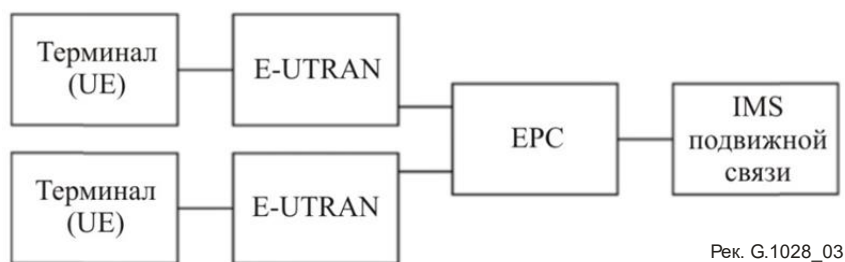 Терминал
(UE)
E-UTRAN
EPC
IMS
подвижной
связи
Терминал
(UE)
E-UTRAN
Рек. G.1028_03